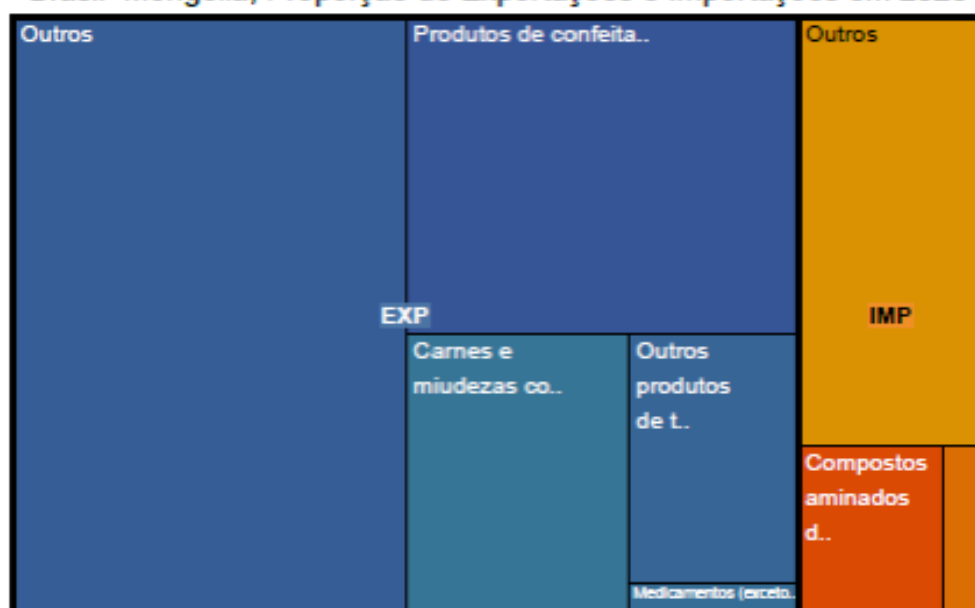 Outros
Produtos de confeita..
Outros
EXP
IMP
Carnes e
miudezas co..
Outros
produtos
de t..
Compostos
aminados
d..
Medicamentos (exceto..